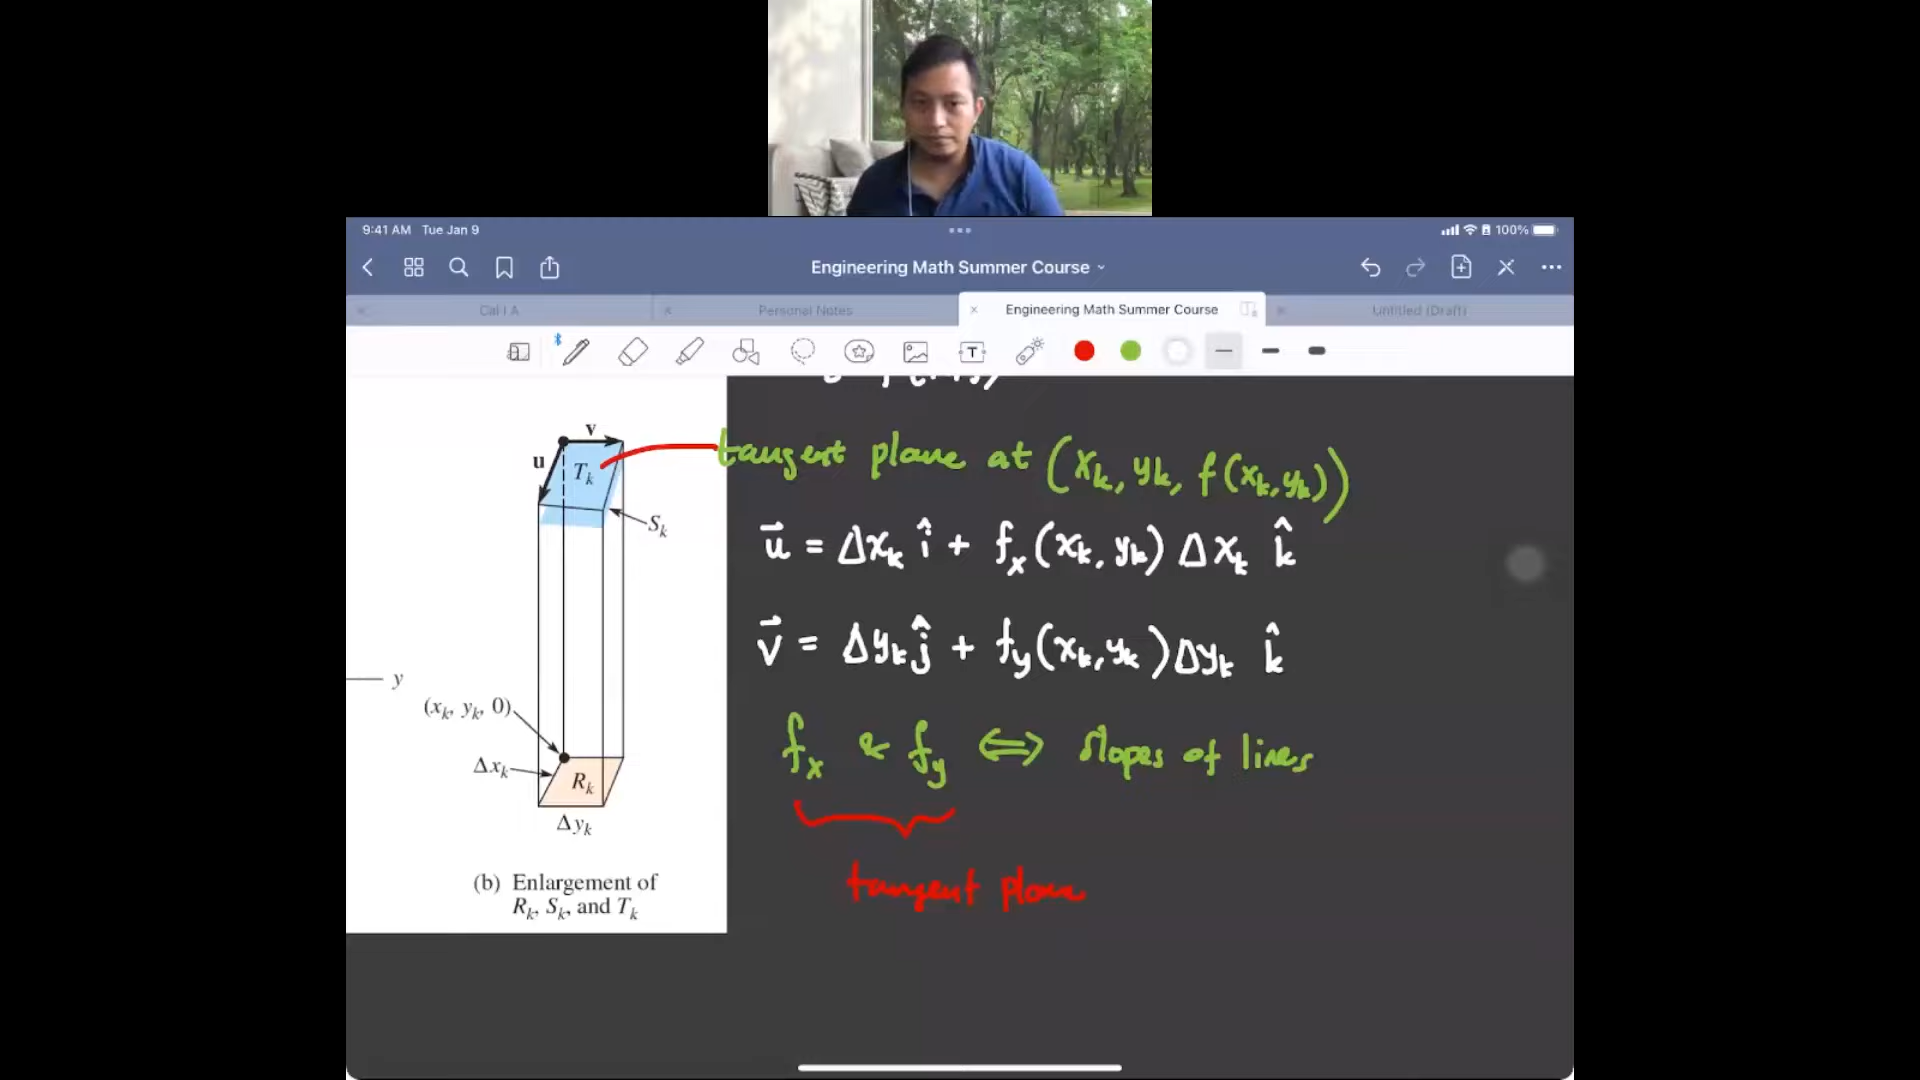 9:41 AM Tue Jan 9
100%
Engineering Math Summer Course
Cal I A
Personal Notes
Engineering Math Summer Course
Untitled (Draft)
T
v
u
T_k
S_k
y
(x_k, y_k, 0)
Δx_k
R_k
Δy_k
(b) Enlargement of
R_k, S_k, and T_k
tangent plane at (x_k, y_k, f(x_k, y_k))
u⃗ = Δx_k î + f_x(x_k, y_k) Δx_k k̂
v⃗ = Δy_k ĵ + f_y(x_k, y_k) Δy_k k̂
f_x & f_y ⟺ slopes of lines
tangent plane